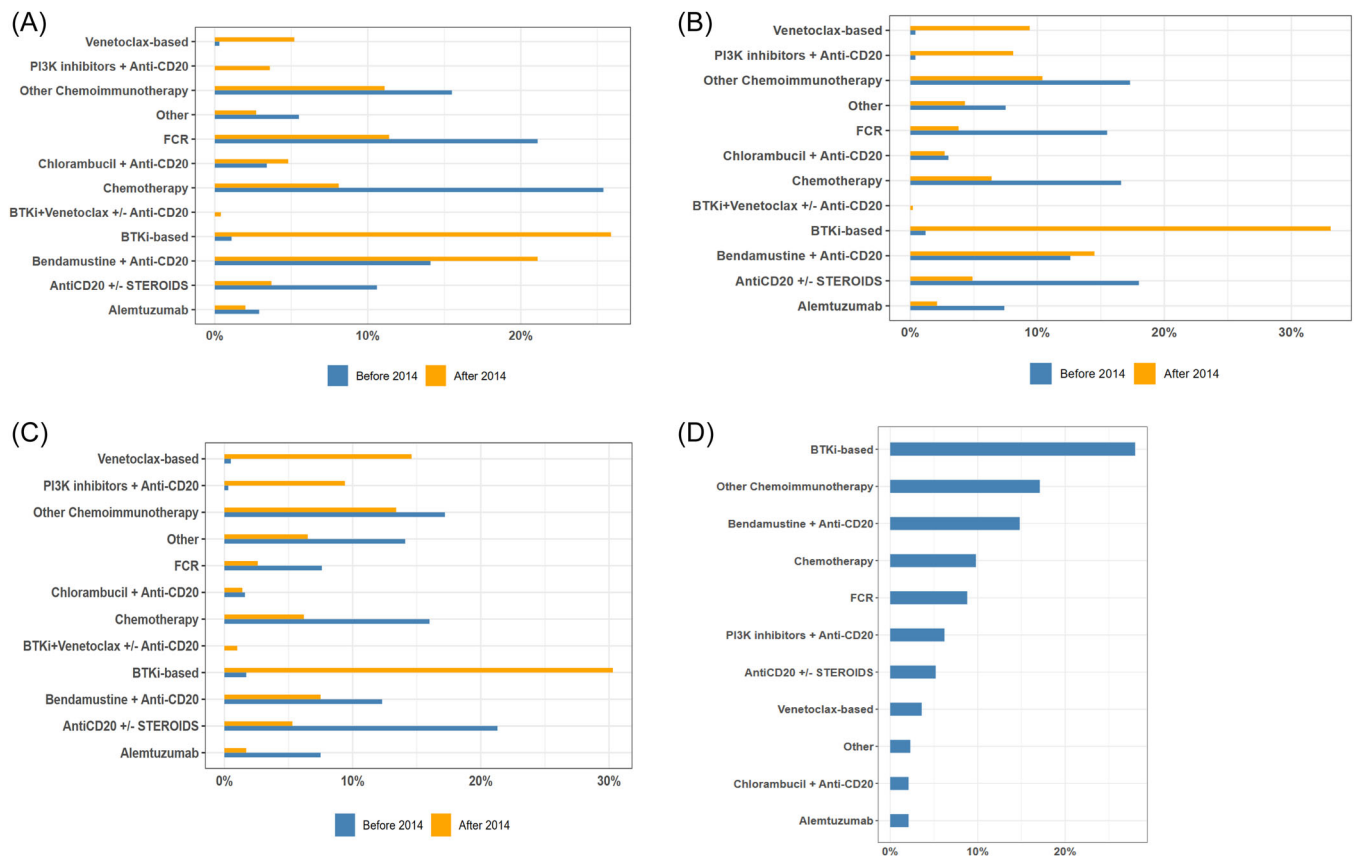 (A)
Venetoclax-based
PI3K inhibitors + Anti-CD20
Other Chemoimmunotherapy
Other
FCR
Chlorambucil + Anti-CD20
Chemotherapy
BTKi+Venetoclax +/- Anti-CD20
BTKi-based
Bendamustine + Anti-CD20
AntiCD20 +/- STEROIDS
Alemtuzumab
0% 10% 20%
Before 2014 After 2014
(B)
Venetoclax-based
PI3K inhibitors + Anti-CD20
Other Chemoimmunotherapy
Other
FCR
Chlorambucil + Anti-CD20
Chemotherapy
BTKi+Venetoclax +/- Anti-CD20
BTKi-based
Bendamustine + Anti-CD20
AntiCD20 +/- STEROIDS
Alemtuzumab
0% 10% 20% 30%
Before 2014 After 2014
(C)
Venetoclax-based
PI3K inhibitors + Anti-CD20
Other Chemoimmunotherapy
Other
FCR
Chlorambucil + Anti-CD20
Chemotherapy
BTKi+Venetoclax +/- Anti-CD20
BTKi-based
Bendamustine + Anti-CD20
AntiCD20 +/- STEROIDS
Alemtuzumab
0% 10% 20% 30%
Before 2014 After 2014
(D)
BTKi-based
Other Chemoimmunotherapy
Bendamustine + Anti-CD20
Chemotherapy
FCR
PI3K inhibitors + Anti-CD20
AntiCD20 +/- STEROIDS
Venetoclax-based
Other
Chlorambucil + Anti-CD20
Alemtuzumab
0% 10% 20%